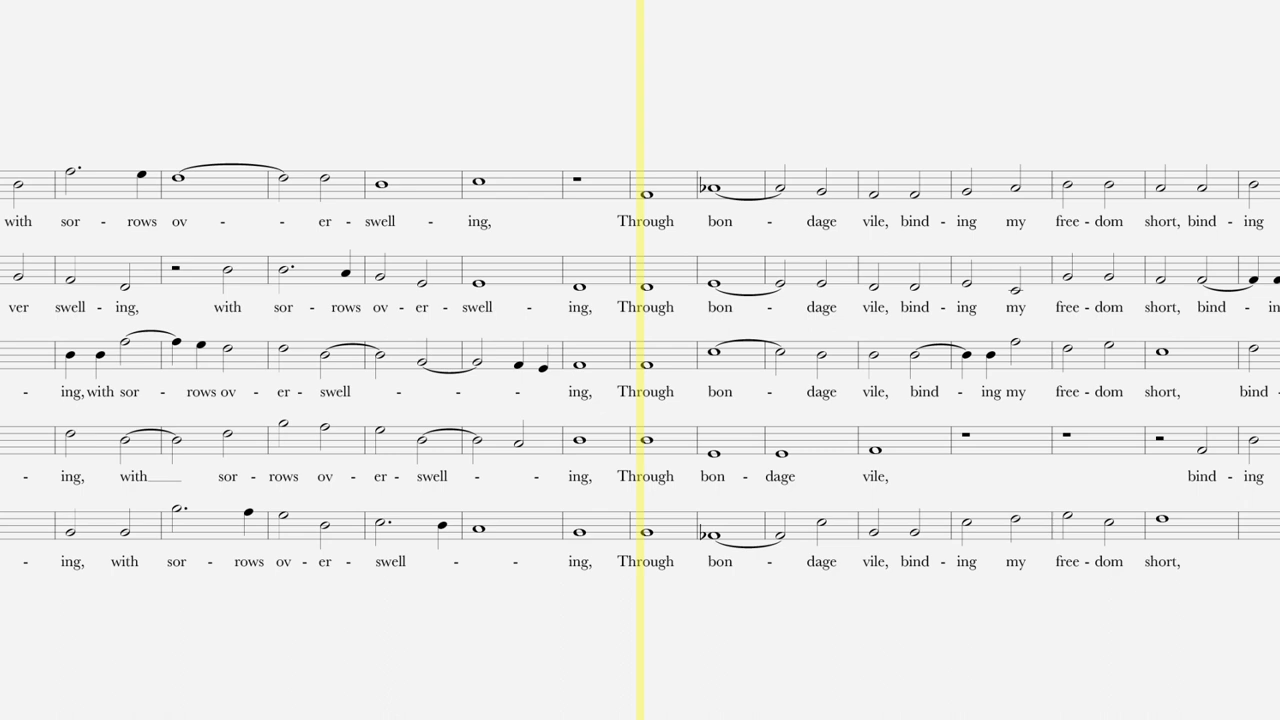 with sor - rows ov - - er - swell - ing, Through bon - dage vile, bind - ing my free - dom short, bind - ing
ver swell - ing, with sor - rows ov - er - swell - ing, Through bon - dage vile, bind - ing my free - dom short, bind - in
- ing, with sor - rows ov - er - swell - - - ing, Through bon - dage vile, bind - ing my free - dom short, bind -
- ing, with sor - rows ov - er - swell - - ing, Through bon - dage vile, bind - ing
- ing, with sor - rows ov - er - swell - - ing, Through bon - dage vile, bind - ing my free - dom short,